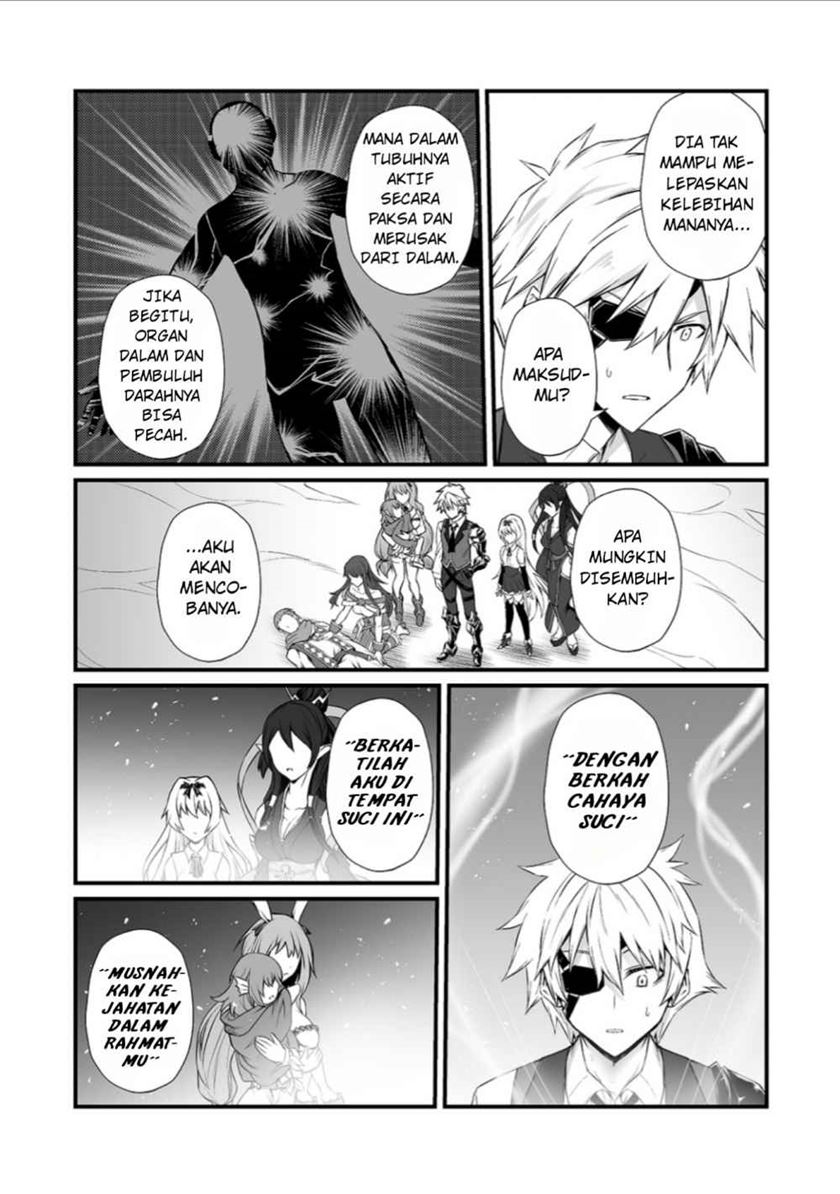 DIA TAK
MAMPU ME-
LEPASKAN
KELEBIHAN
MANANYA...
APA
MAKSUD-
MU?
MANA DALAM
TUBUHNYA
AKTIF
SECARA
PAKSA DAN
MERUSAK
DARI DALAM.
JIKA
BEGITU,
ORGAN
DALAM DAN
PEMBULUH
DARAHNYA
BISA
PECAH.
APA
MUNGKIN
DISEMBUH-
KAN?
...AKU
AKAN
MENCO-
BANYA.
~DENGAN
BERKAH
CAHAYA
SUCI~
~BERKA-
TILAH
AKU DI
TEMPAT
SUCI INI~
~MUSNAH-
KAN KE-
JAHATAN
DALAM
RAHMAT-
MU~